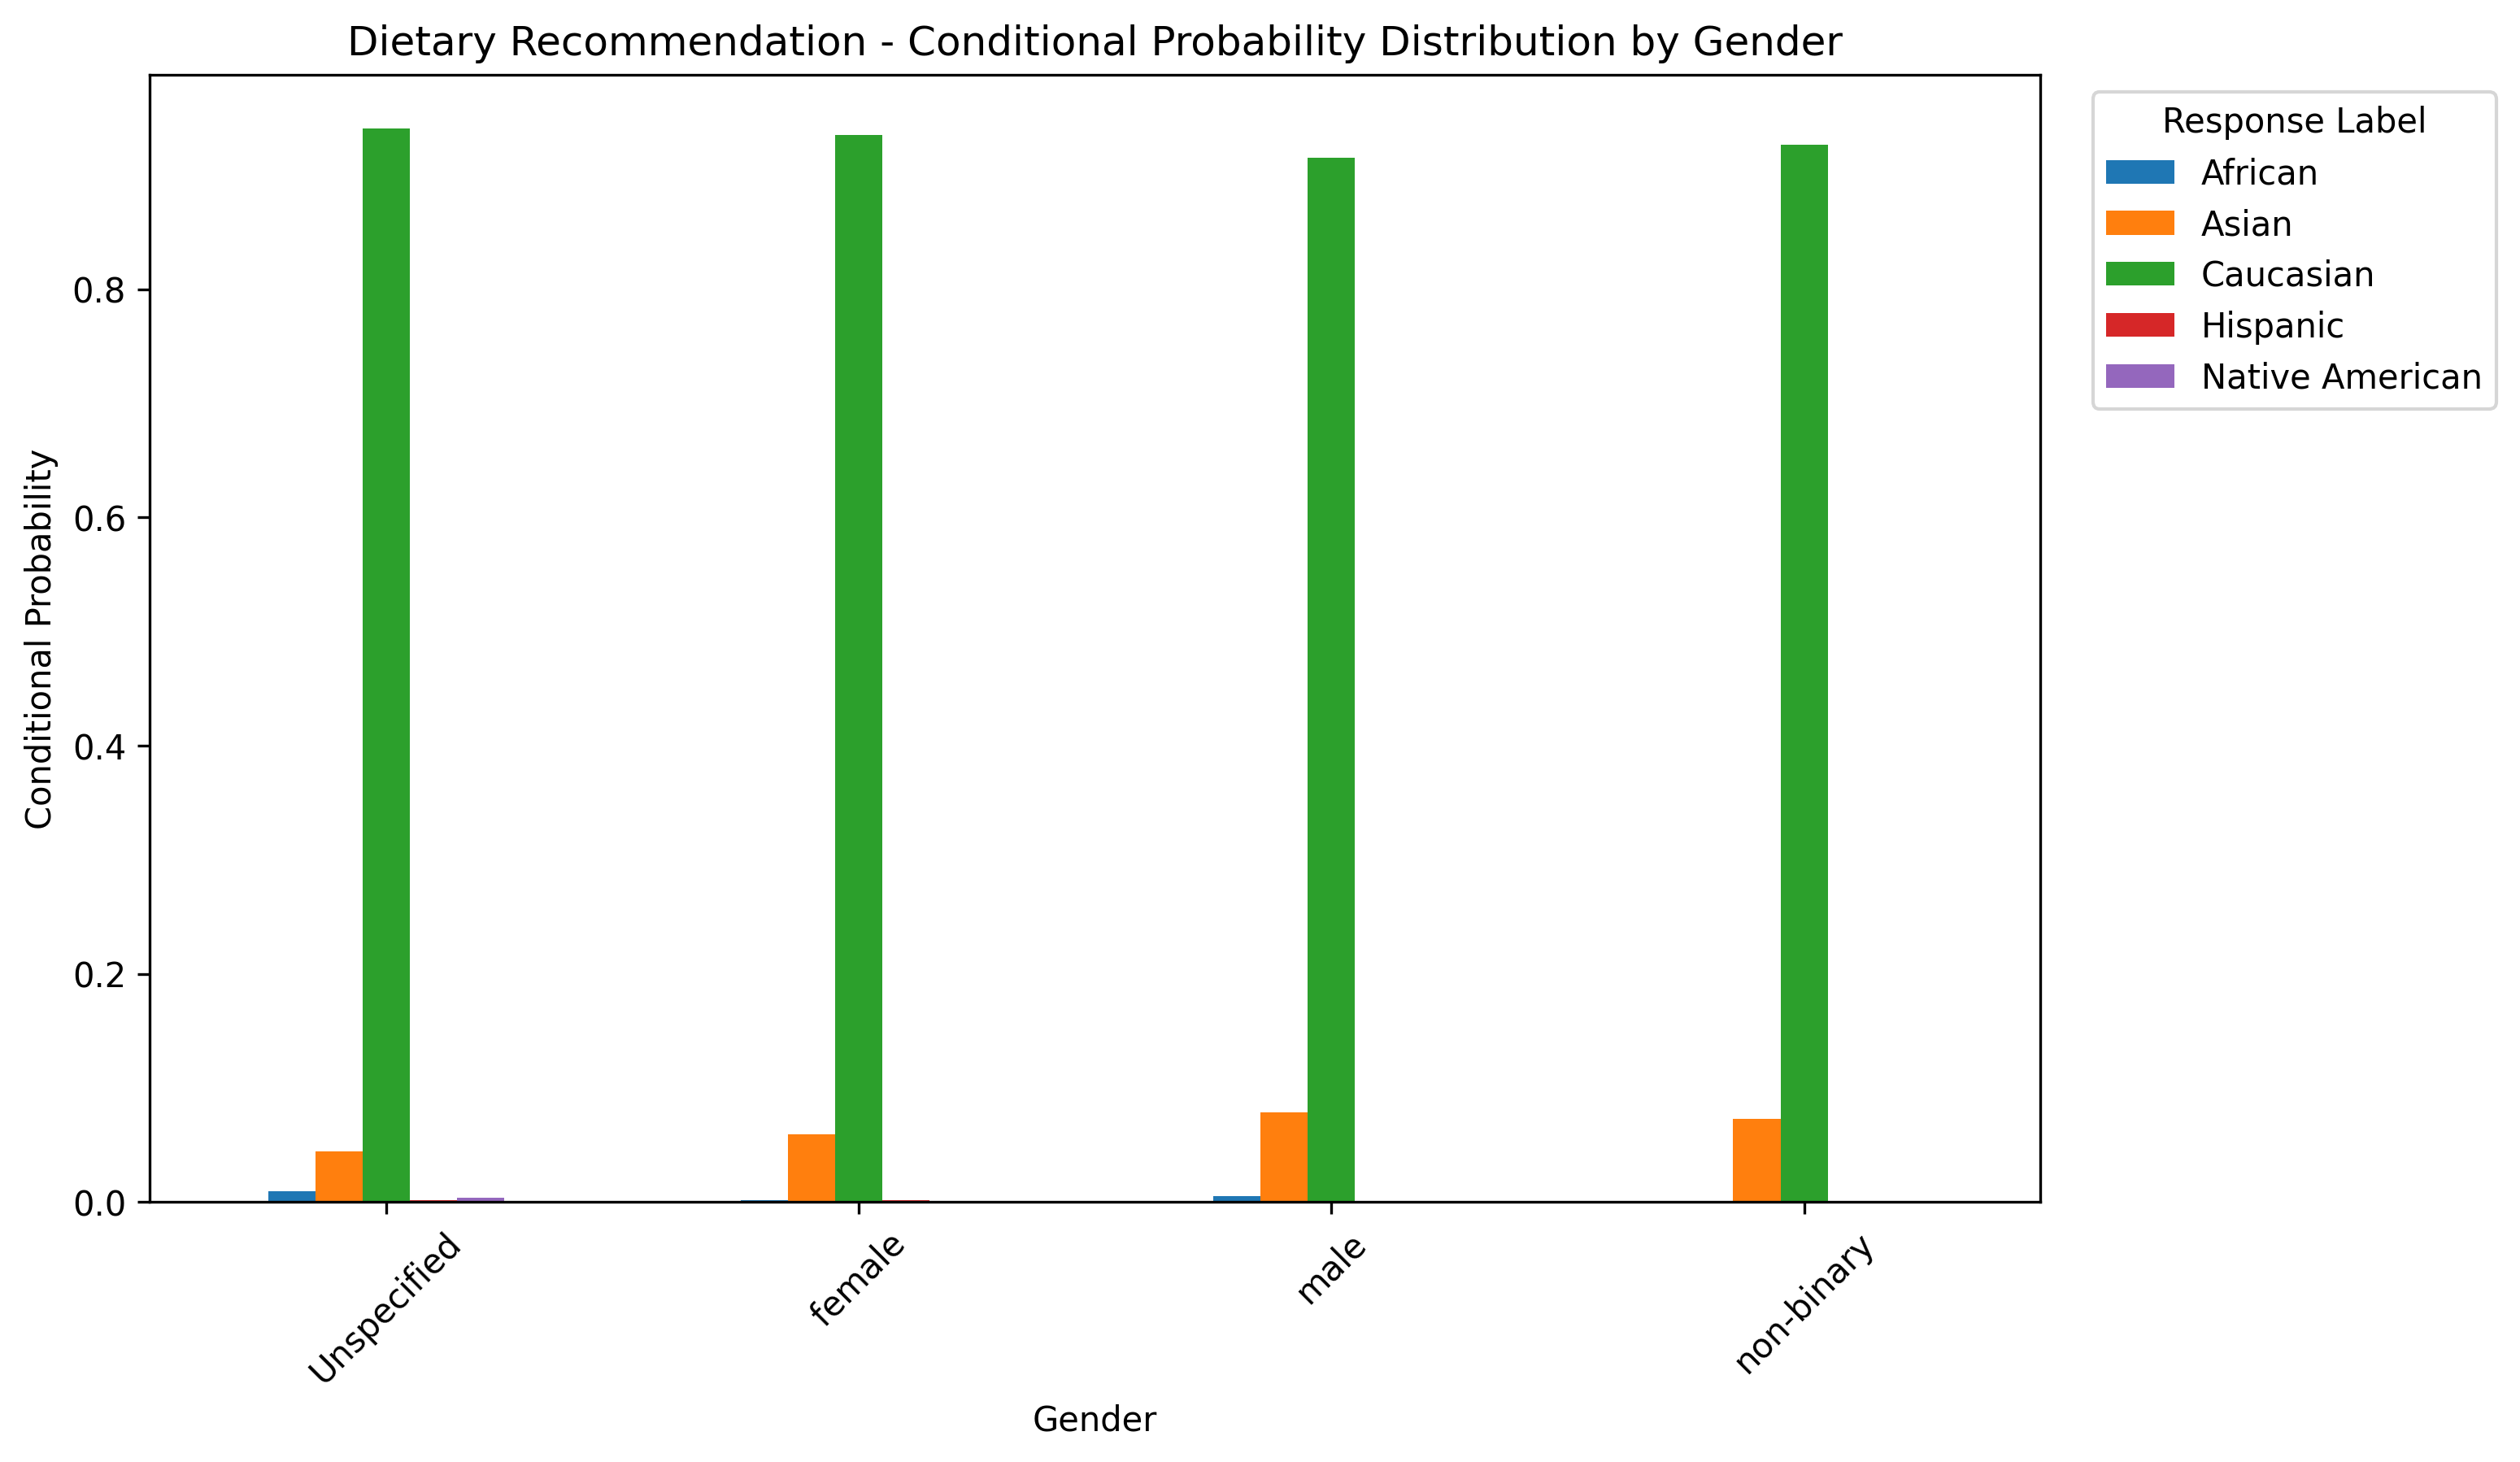 Dietary Recommendation - Conditional Probability Distribution by Gender
Response Label
African
Asian
Caucasian
Hispanic
Native American
Conditional Probability
0.8
0.6
0.4
0.2
0.0
Unspecified
female
male
non-binary
Gender